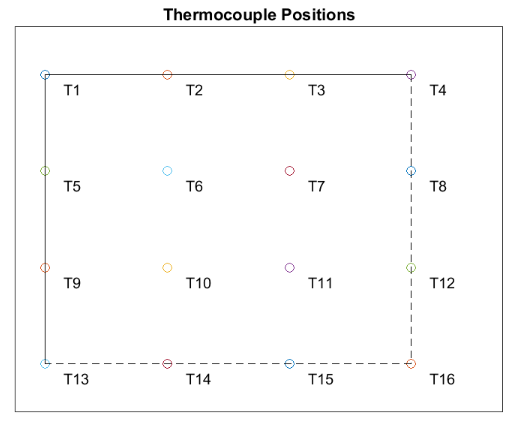 Thermocouple Positions
T1 T2 T3 T4
T5 T6 T7 T8
T9 T10 T11 T12
T13 T14 T15 T16